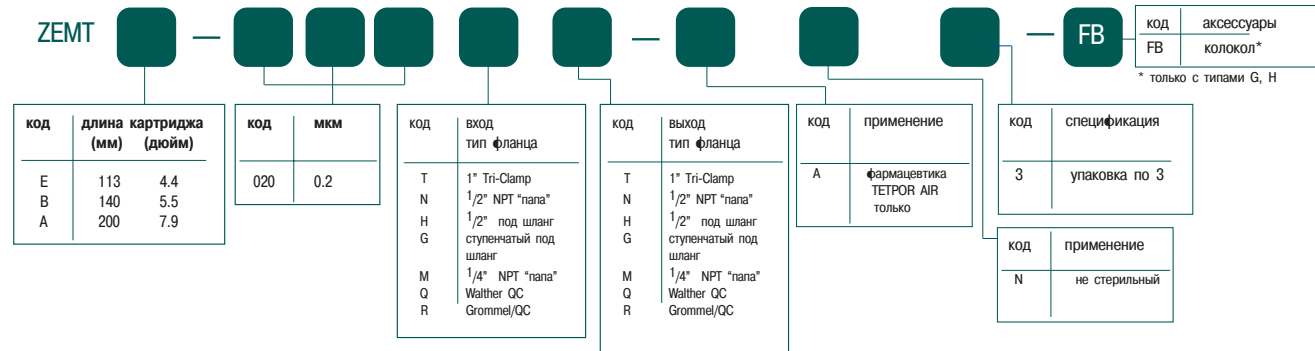 ZEMT — — — FB
код аксессуары
FB колокол*
* только с типами G, H
код длина картриджа
(мм) (дюйм)
E 113 4.4
B 140 5.5
A 200 7.9
код мкм
020 0.2
код вход
тип фланца
T 1” Tri-Clamp
N 1/2” NPT “папа”
H 1/2” под шланг
G ступенчатый под
шланг
M 1/4” NPT “папа”
Q Walther QC
R Grommel/QC
код выход
тип фланца
T 1” Tri-Clamp
N 1/2” NPT “папа”
H 1/2” под шланг
G ступенчатый под
шланг
M 1/4” NPT “папа”
Q Walther QC
R Grommel/QC
код применение
A фармацевтика
TETPOR AIR
только
код спецификация
3 упаковка по 3
код применение
N не стерильный